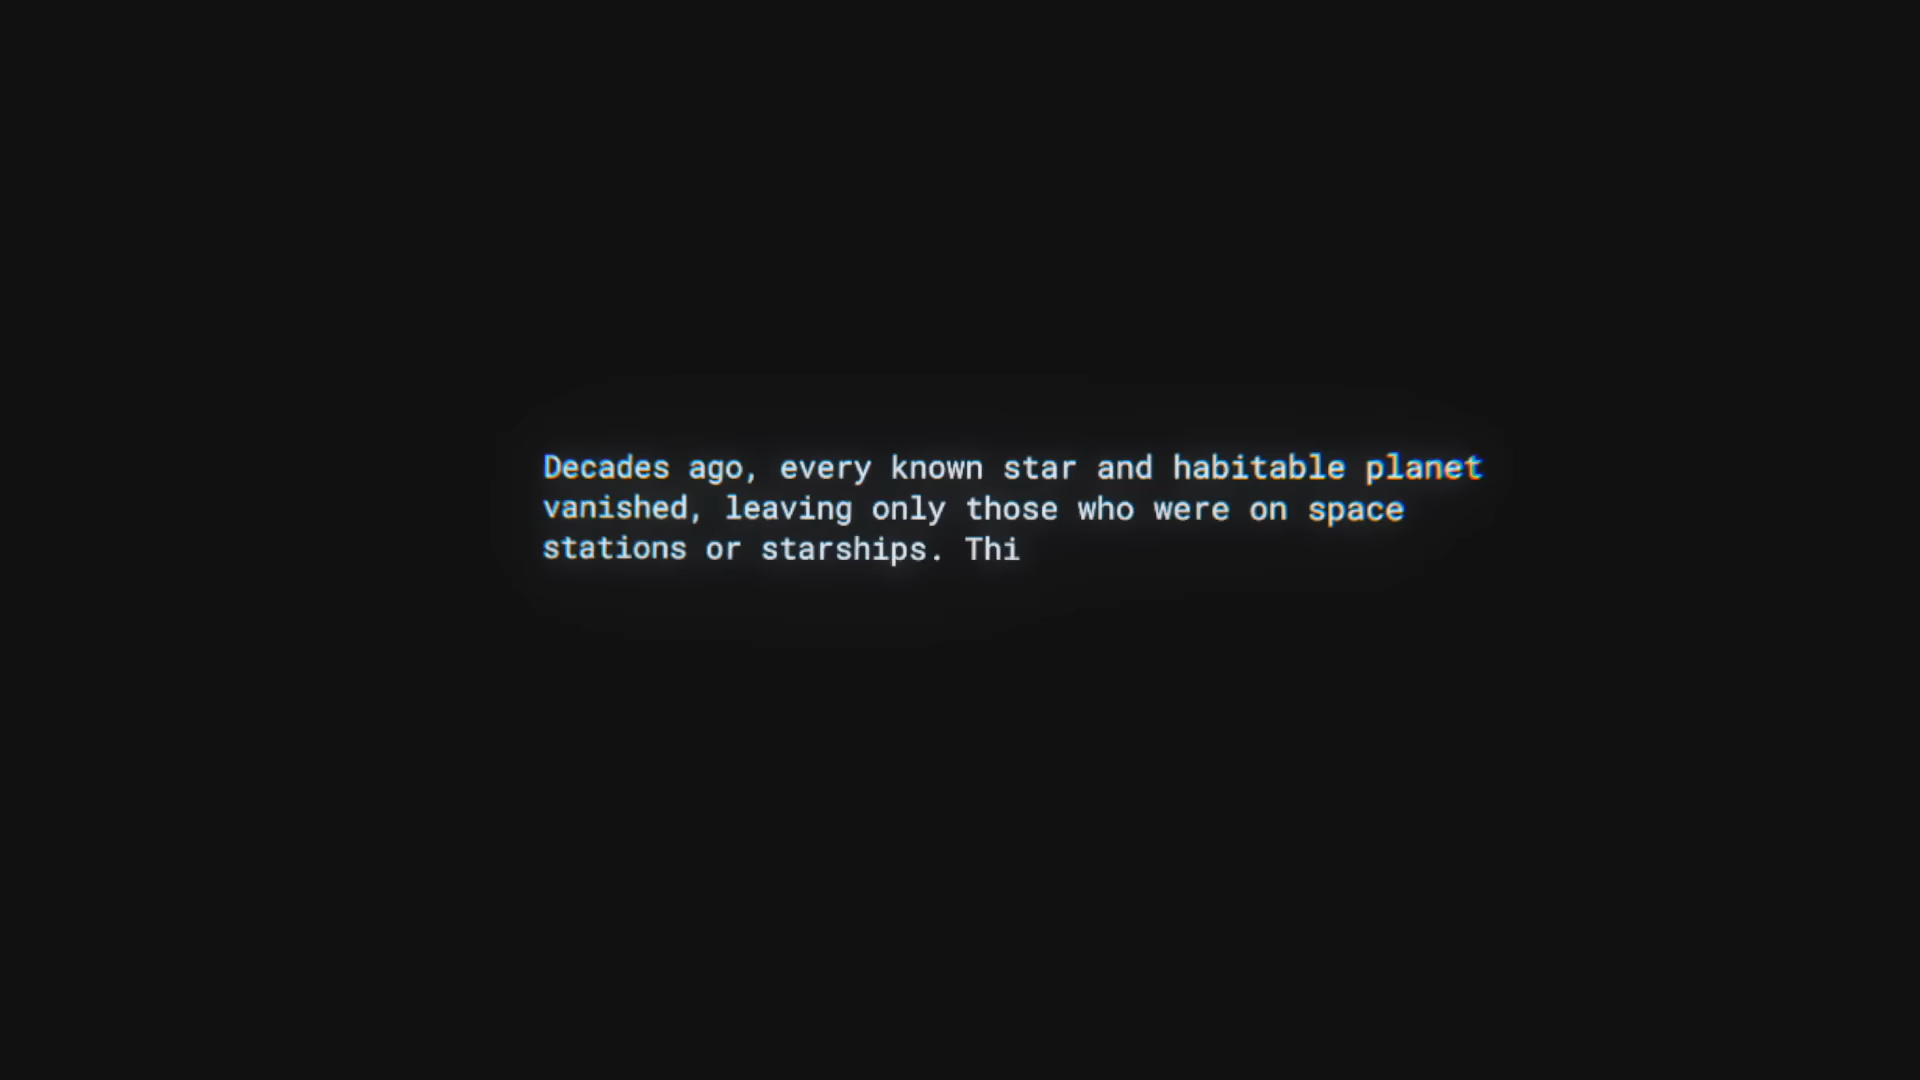 Decades ago, every known star and habitable planet
vanished, leaving only those who were on space
stations or starships. Thi